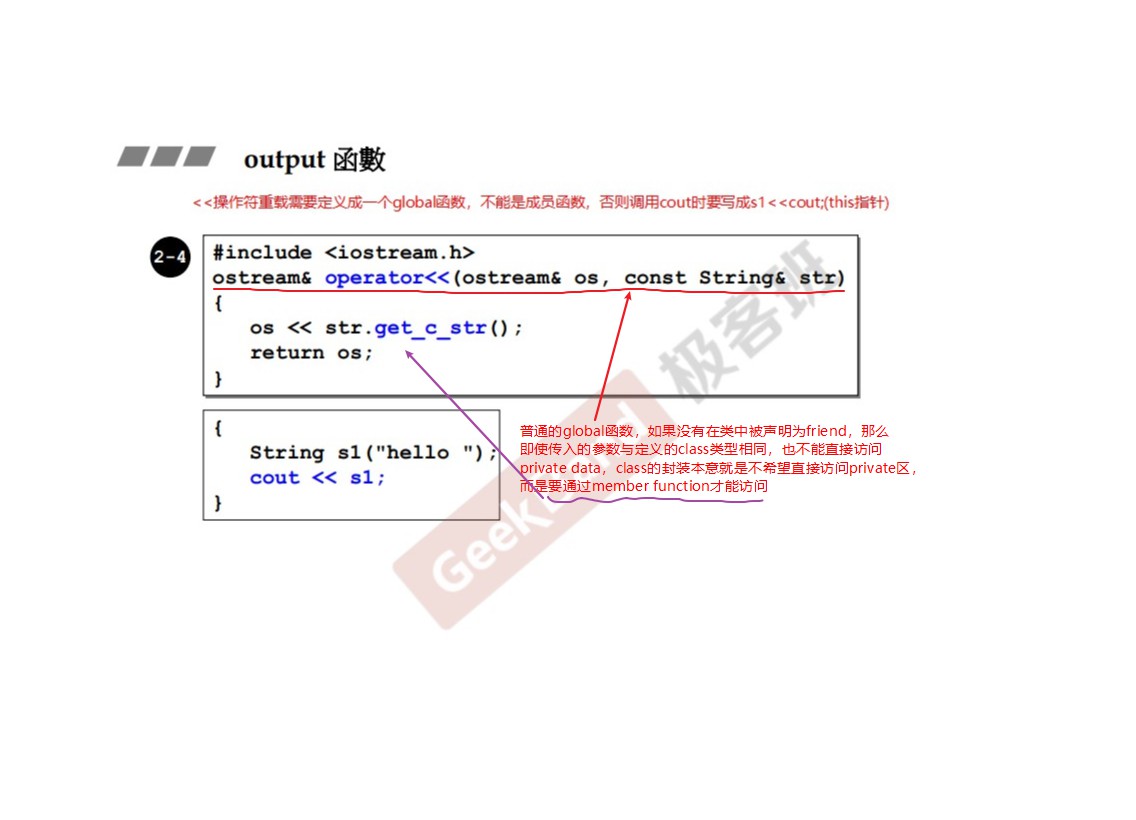 output 函數
<<操作符重载需要定义成一个global函数，不能是成员函数，否则调用cout时要写成s1<<cout;(this指针)
2-4
#include <iostream.h>
ostream& operator<<(ostream& os, const String& str)
{
os << str.get_c_str();
return os;
}
{
String s1("hello ");
cout << s1;
}
普通的global函数，如果没有在类中被声明为friend，那么
即使传入的参数与定义的class类型相同，也不能直接访问
private data，class的封装本意就是不希望直接访问private区，
而是要通过member function才能访问
极客班